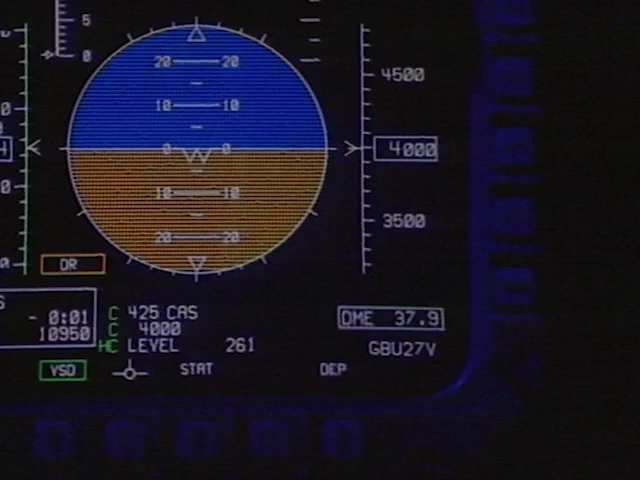 5
0
20 20
10 10
0 0
10 10
20 20
4500
4000
3500
DR
- 0:01
10950
C 425 CAS
C 4000
HC LEVEL 261
DME 37.9
GBU27V
VSD
STAT
DEP